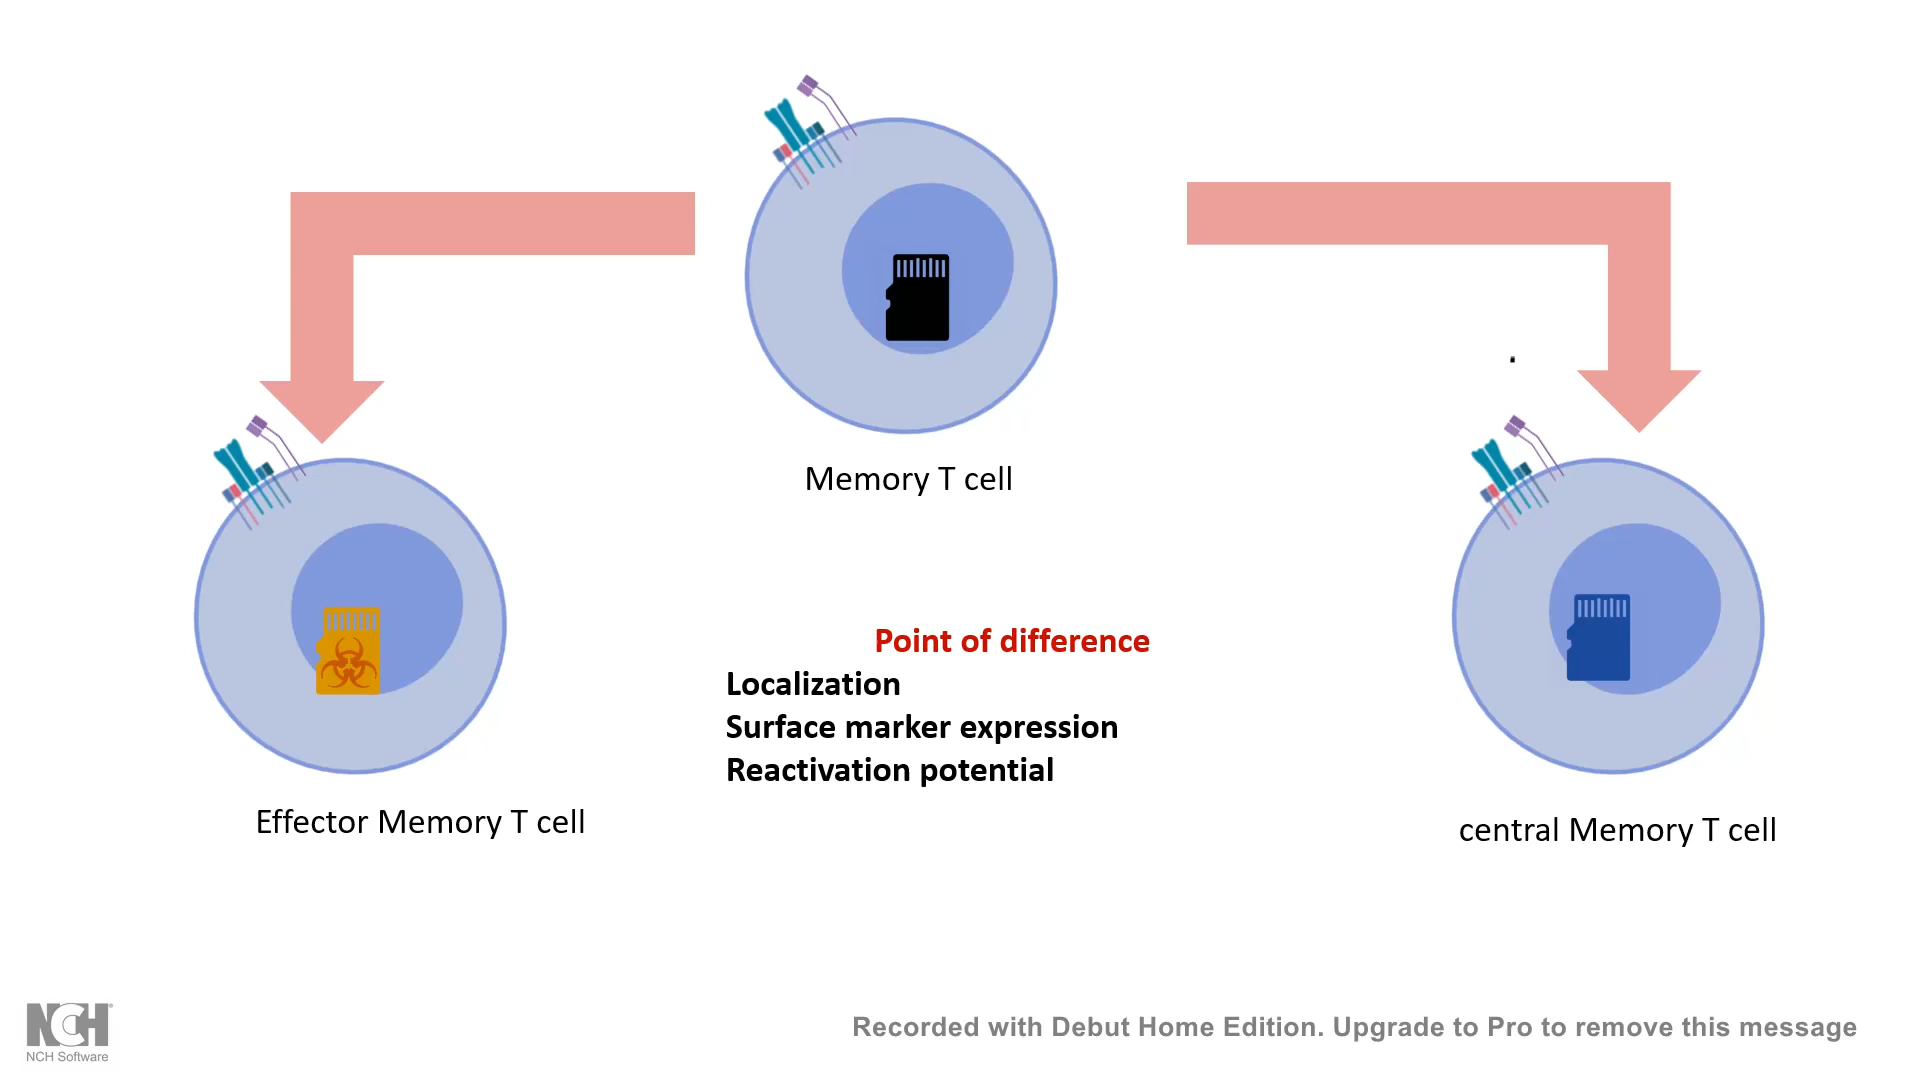 Memory T cell
Point of difference
Localization
Surface marker expression
Reactivation potential
Effector Memory T cell
central Memory T cell
NCH
NCH Software
Recorded with Debut Home Edition. Upgrade to Pro to remove this message